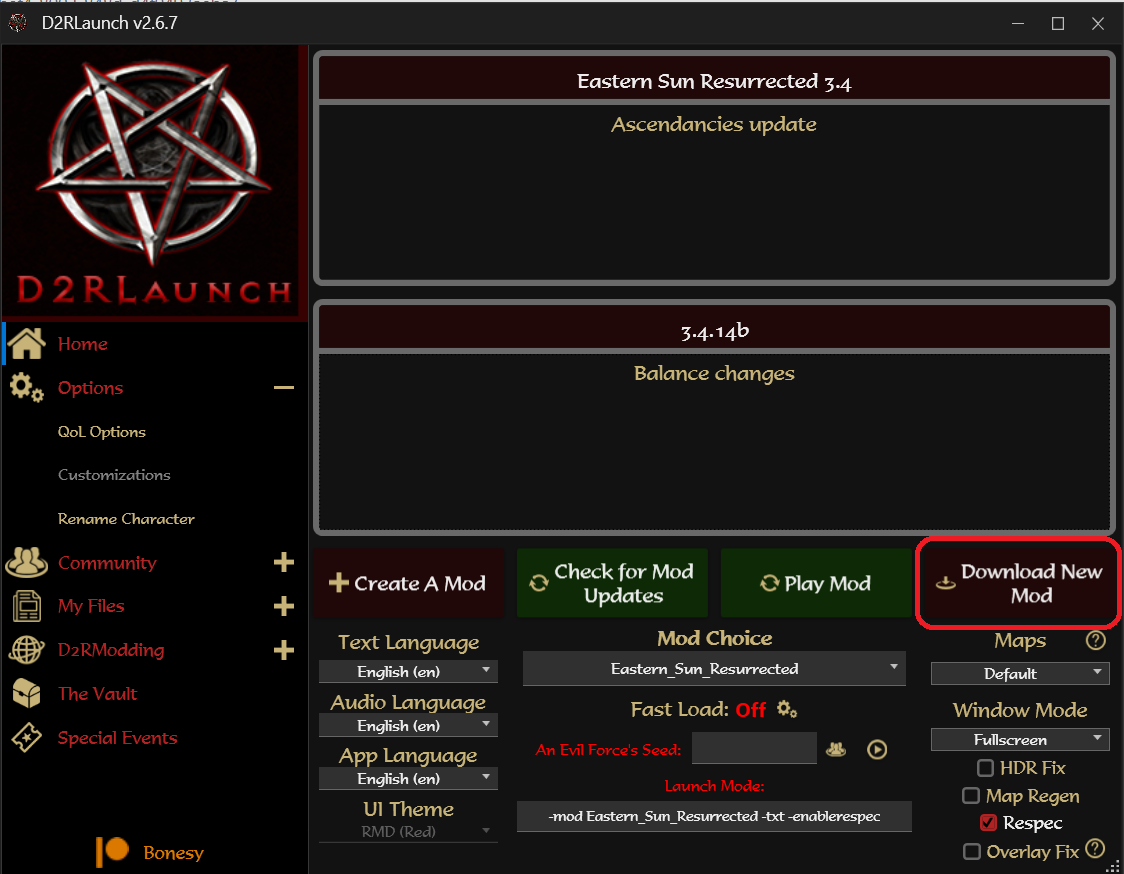 D2RLaunch v2.6.7
D2RLAUNCH
Home
Options
QoL Options
Customizations
Rename Character
Community
My Files
D2RModding
The Vault
Special Events
Bonesy
Eastern Sun Resurrected 3.4
Ascendancies update
3.4.14b
Balance changes
Create A Mod
Check for Mod
Updates
Play Mod
Download New
Mod
Text Language
English (en)
Audio Language
English (en)
App Language
English (en)
UI Theme
RMD (Red)
Mod Choice
Eastern_Sun_Resurrected
Fast Load: Off
An Evil Force's Seed:
Launch Mode:
-mod Eastern_Sun_Resurrected -txt -enablerespec
Maps
Default
Window Mode
Fullscreen
HDR Fix
Map Regen
Respec
Overlay Fix